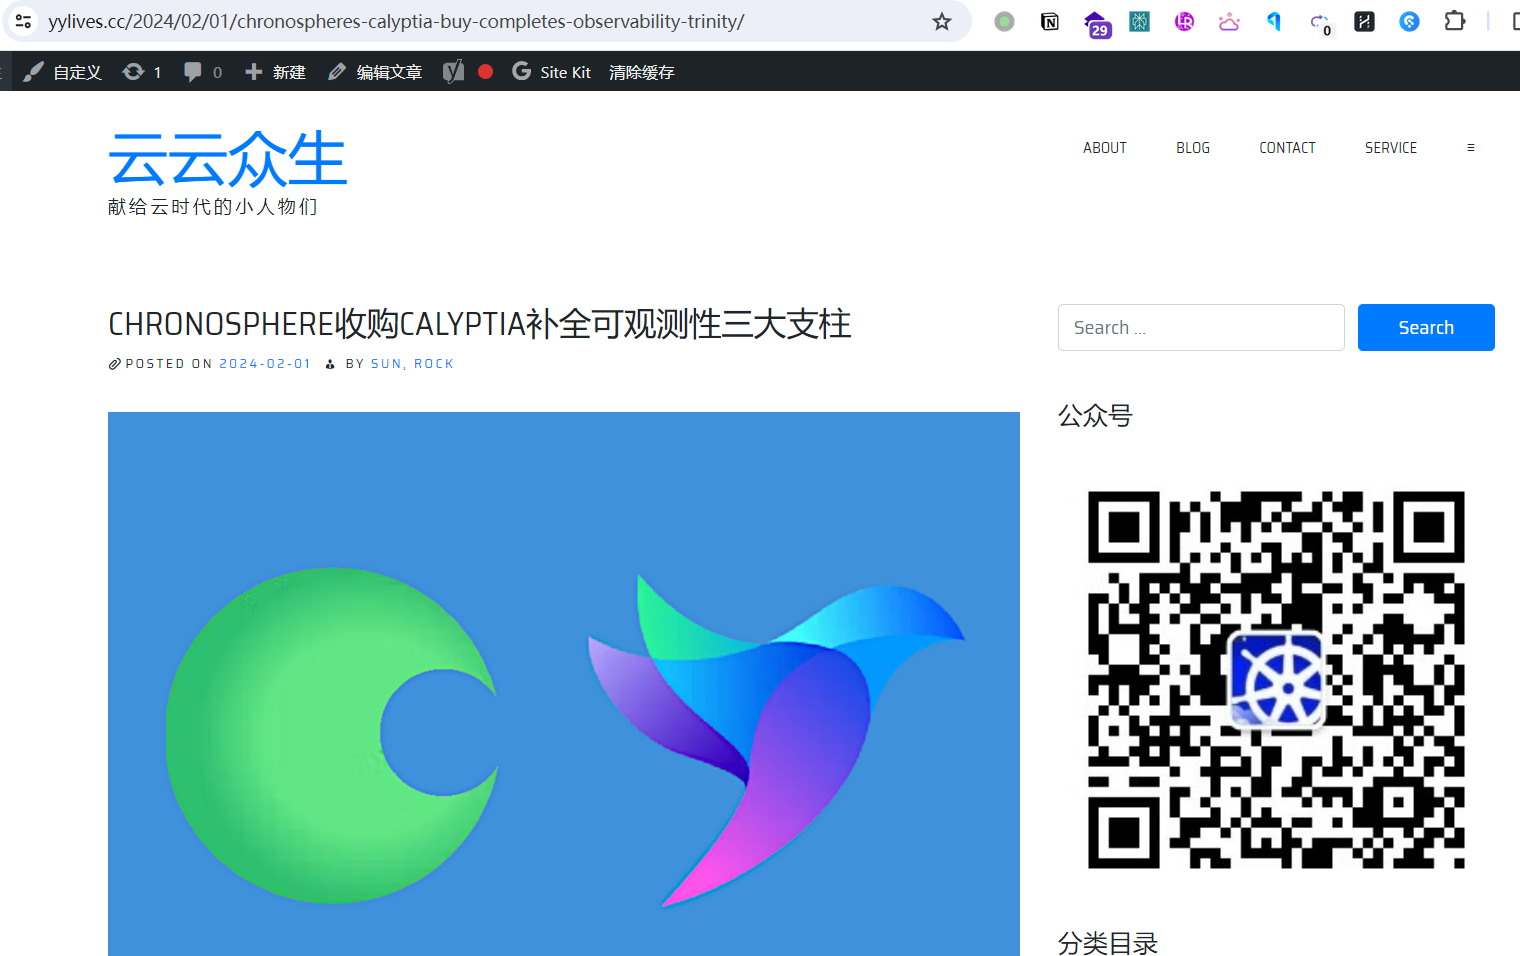 yylives.cc/2024/02/01/chronospheres-calyptia-buy-completes-observability-trinity/
29
0
自定义 1 0 新建 编辑文章 Site Kit 清除缓存
云云众生
献给云时代的小人物们
ABOUT BLOG CONTACT SERVICE
CHRONOSPHERE收购CALYPTIA补全可观测性三大支柱
POSTED ON 2024-02-01 BY SUN, ROCK
Search ...
Search
公众号
分类目录